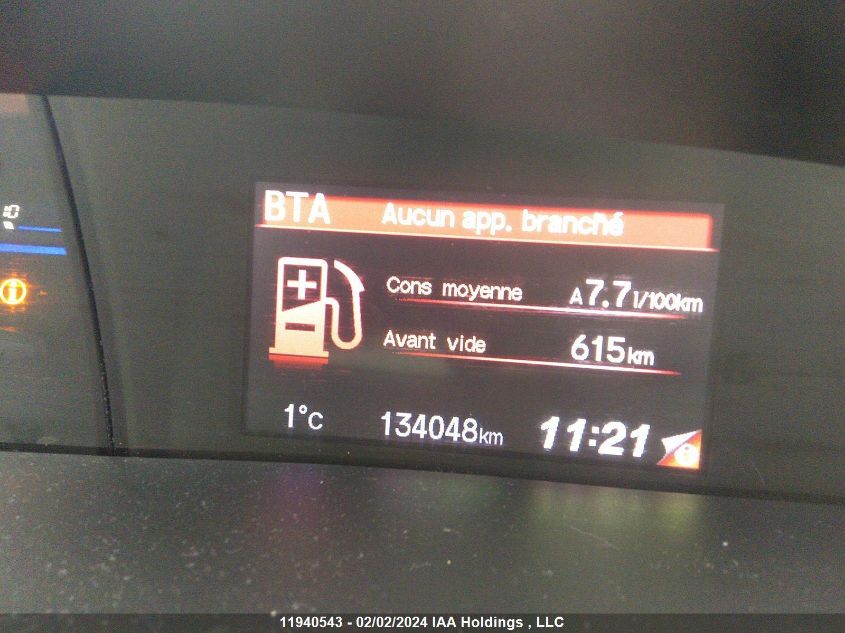 10
BTA Aucun app. branché
Cons moyenne A7.7l/100km
Avant vide 615km
1°C 134048km 11:21
11940543 - 02/02/2024 IAA Holdings , LLC